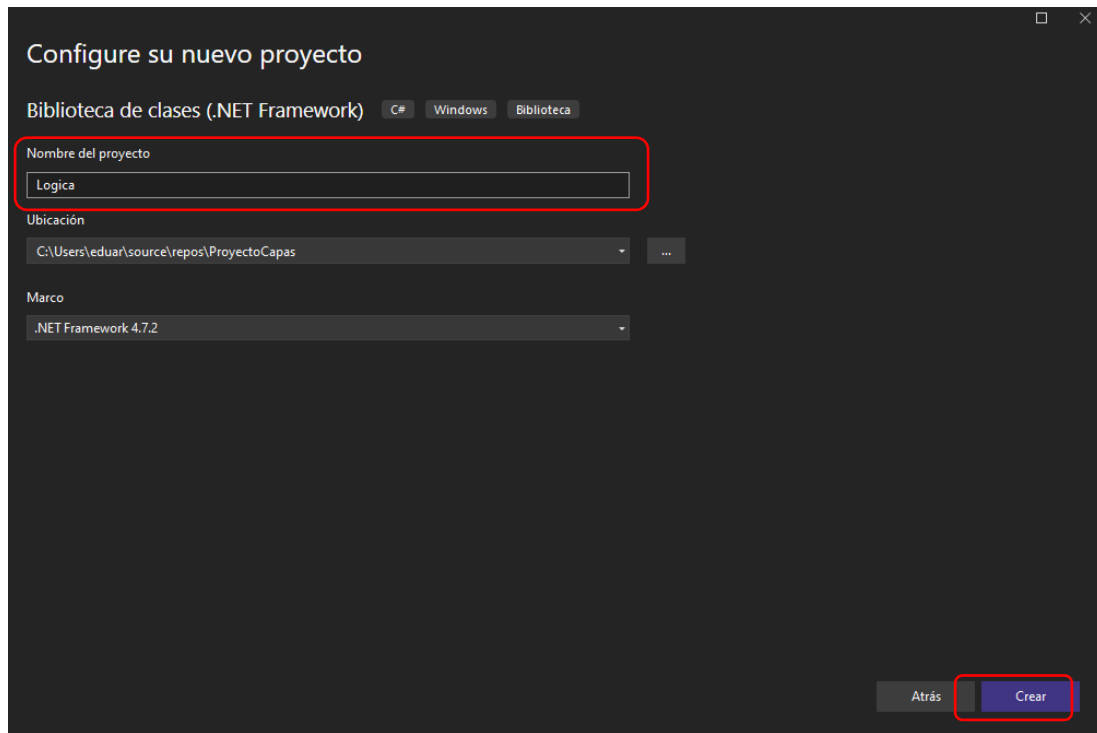 Configure su nuevo proyecto
Biblioteca de clases (.NET Framework) C# Windows Biblioteca
Nombre del proyecto
Logica
Ubicación
C:\Users\eduar\source\repos\ProyectoCapas ...
Marco
.NET Framework 4.7.2
Atrás Crear